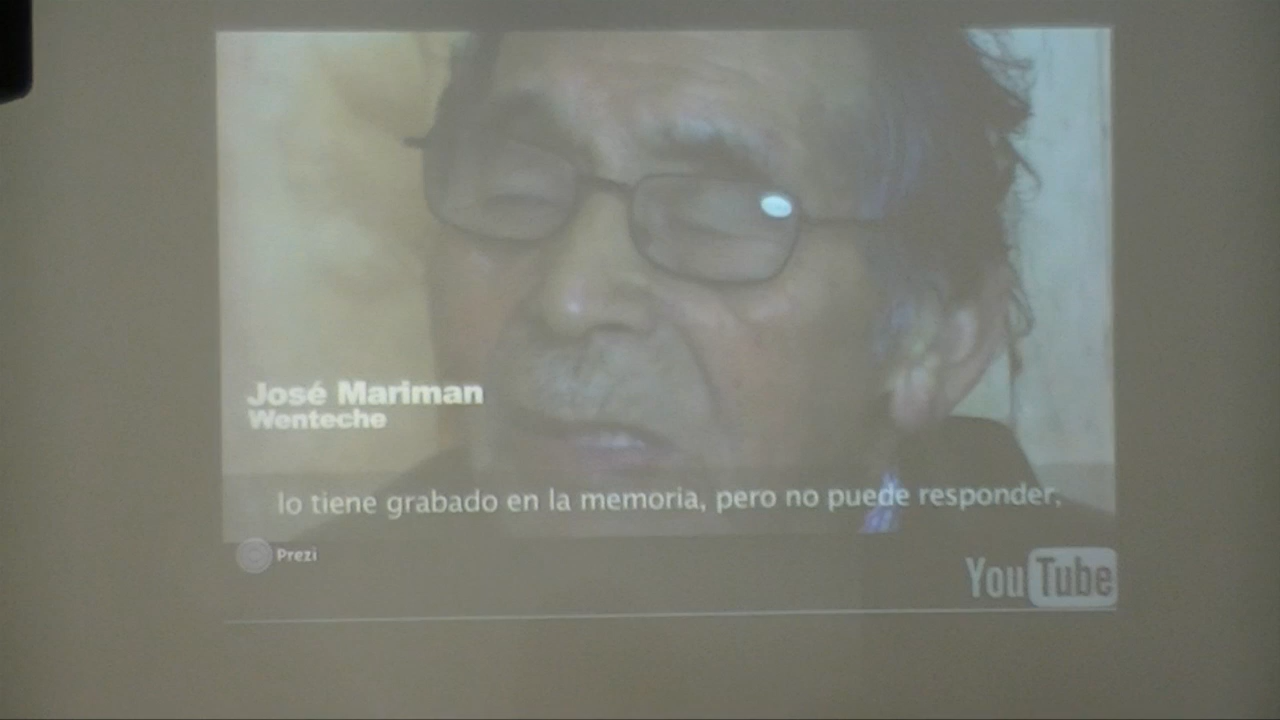 José Mariman
Wenteche
lo tiene grabado en la memoria, pero no puede responder,
Prezi
YouTube